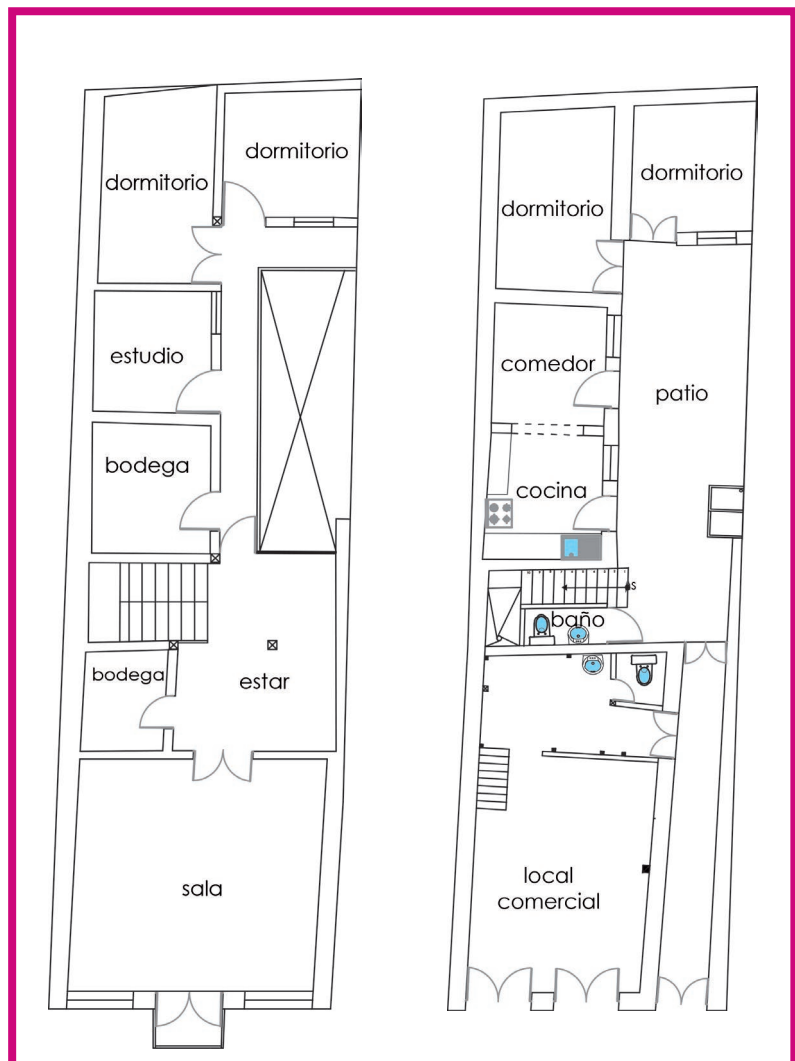 dormitorio
dormitorio
estudio
bodega
bodega
estar
sala
dormitorio
dormitorio
comedor
patio
cocina
s
baño
local
comercial